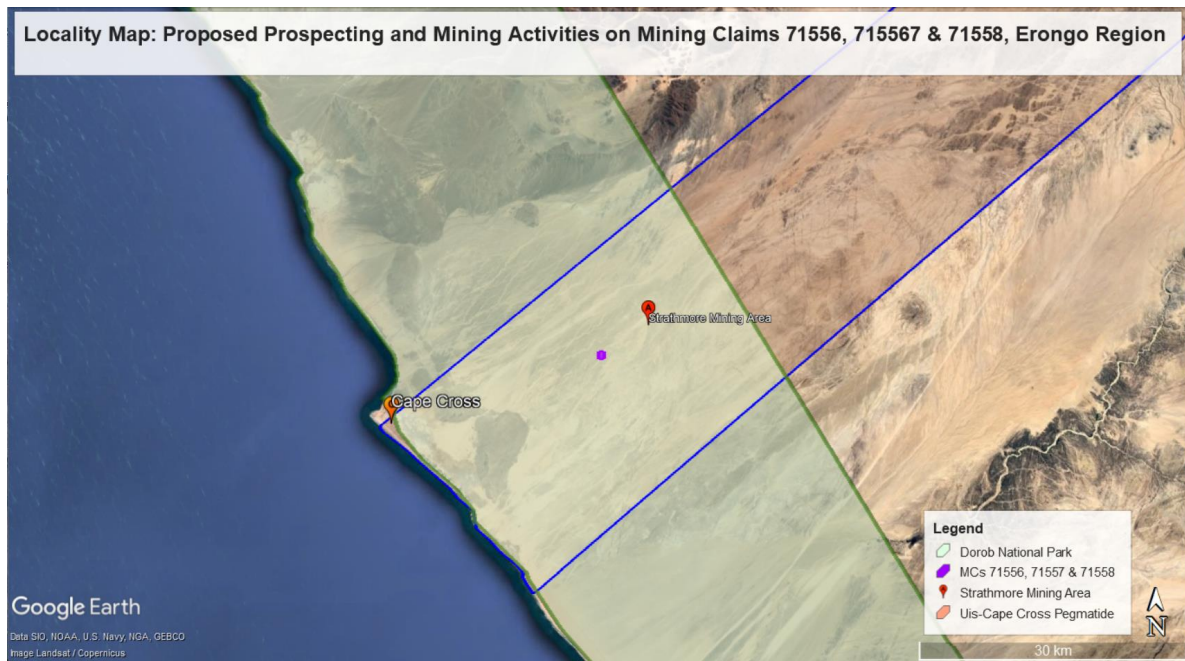 Locality Map: Proposed Prospecting and Mining Activities on Mining Claims 71556, 715567 & 71558, Erongo Region
A
Strathmore Mining Area
Cape Cross
Legend
Dorob National Park
MCs 71556, 71557 & 71558
Strathmore Mining Area
Uis-Cape Cross Pegmatide
Google Earth
Data SIO, NOAA, U.S. Navy, NGA, GEBCO
Image Landsat / Copernicus
N
30 km